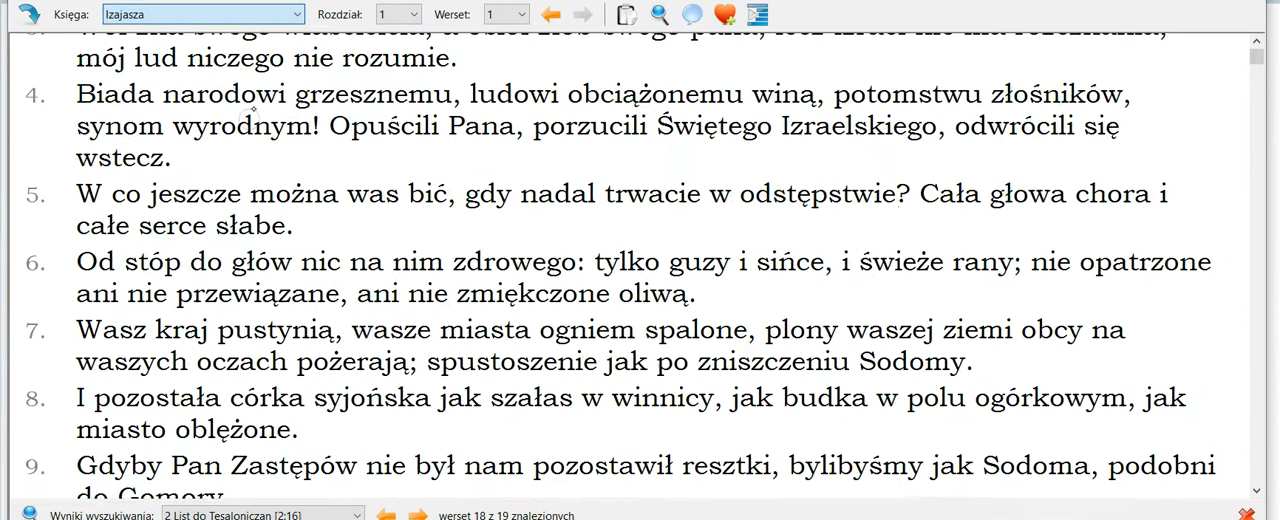 Księga: Izajasza Rozdział: 1 Werset: 1
mój lud niczego nie rozumie.
4. Biada narodowi grzesznemu, ludowi obciążonemu winą, potomstwu złośników,
synom wyrodnym! Opuścili Pana, porzucili Świętego Izraelskiego, odwrócili się
wstecz.
5. W co jeszcze można was bić, gdy nadal trwacie w odstępstwie? Cała głowa chora i
całe serce słabe.
6. Od stóp do głów nic na nim zdrowego: tylko guzy i sińce, i świeże rany; nie opatrzone
ani nie przewiązane, ani nie zmiękczone oliwą.
7. Wasz kraj pustynią, wasze miasta ogniem spalone, plony waszej ziemi obcy na
waszych oczach pożerają; spustoszenie jak po zniszczeniu Sodomy.
8. I pozostała córka syjońska jak szałas w winnicy, jak budka w polu ogórkowym, jak
miasto oblężone.
9. Gdyby Pan Zastępów nie był nam pozostawił resztki, bylibyśmy jak Sodoma, podobni
do Gomory
Wyniki wyszukiwania: 2 List do Tesaloniczan [2:16] werset 18 z 19 znalezionych